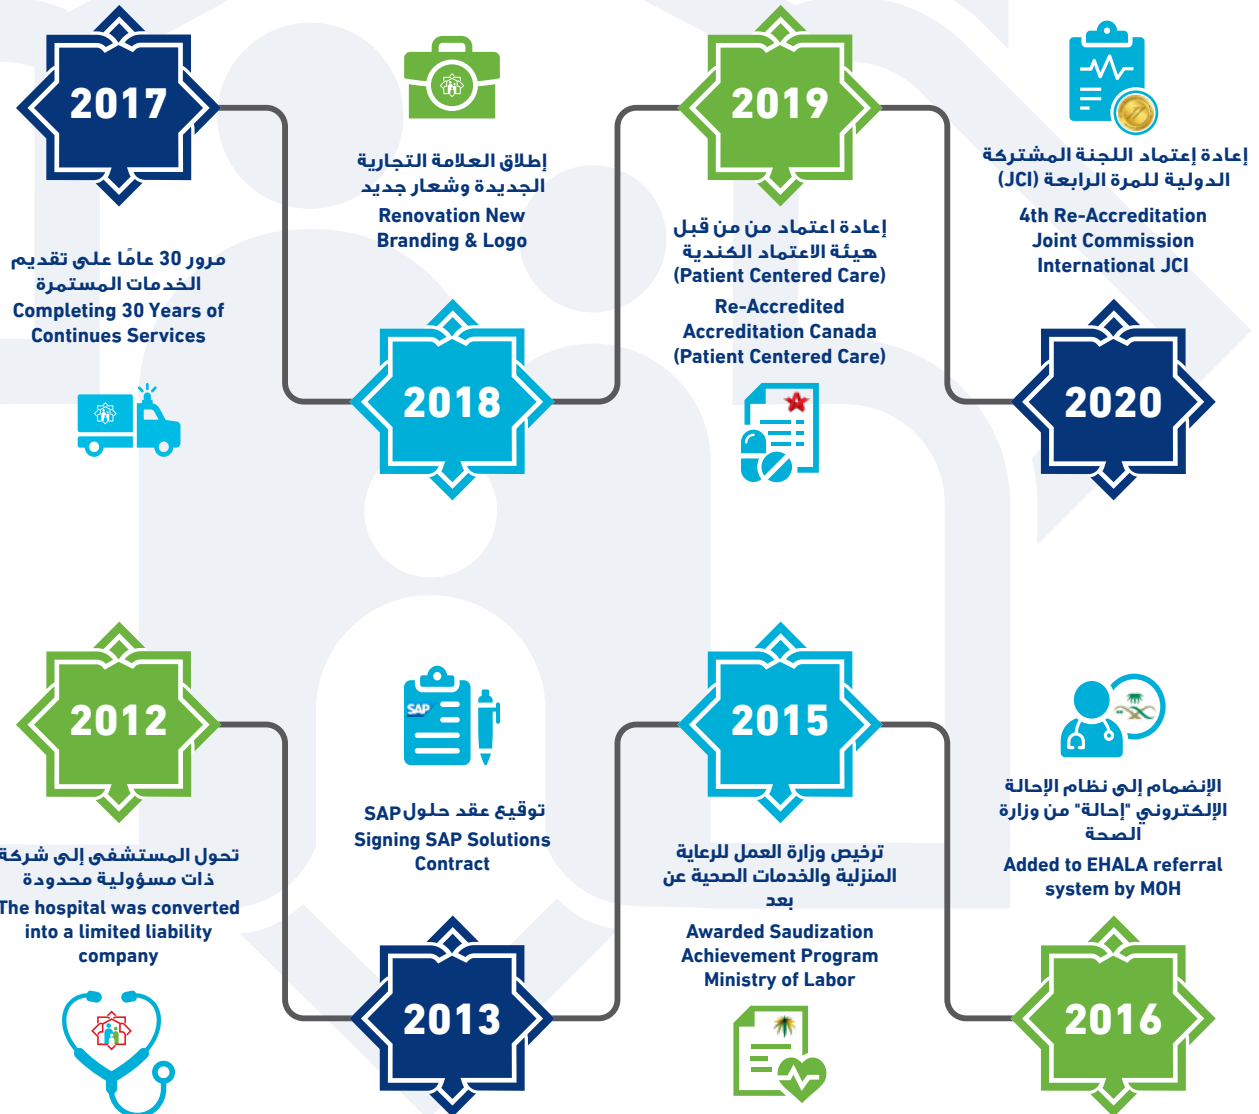 2017
مرور 30 عامًا على تقديم
الخدمات المستمرة
Completing 30 Years of
Continues Services
إطلاق العلامة التجارية
الجديدة وشعار جديد
Renovation New
Branding & Logo
2018
2019
إعادة اعتماد من من قبل
هيئة الاعتماد الكندية
(Patient Centered Care)
Re-Accredited
Accreditation Canada
(Patient Centered Care)
إعادة إعتماد اللجنة المشتركة
الدولية للمرة الرابعة (JCI)
4th Re-Accreditation
Joint Commission
International JCI
2020
2012
تحول المستشفى إلى شركة
ذات مسؤولية محدودة
The hospital was converted
into a limited liability
company
SAP
توقيع عقد حلول SAP
Signing SAP Solutions
Contract
2013
2015
ترخيص وزارة العمل للرعاية
المنزلية والخدمات الصحية عن
بعد
Awarded Saudization
Achievement Program
Ministry of Labor
الإنضمام إلى نظام الإحالة
الإلكتروني "إحالة" من وزارة
الصحة
Added to EHALA referral
system by MOH
2016